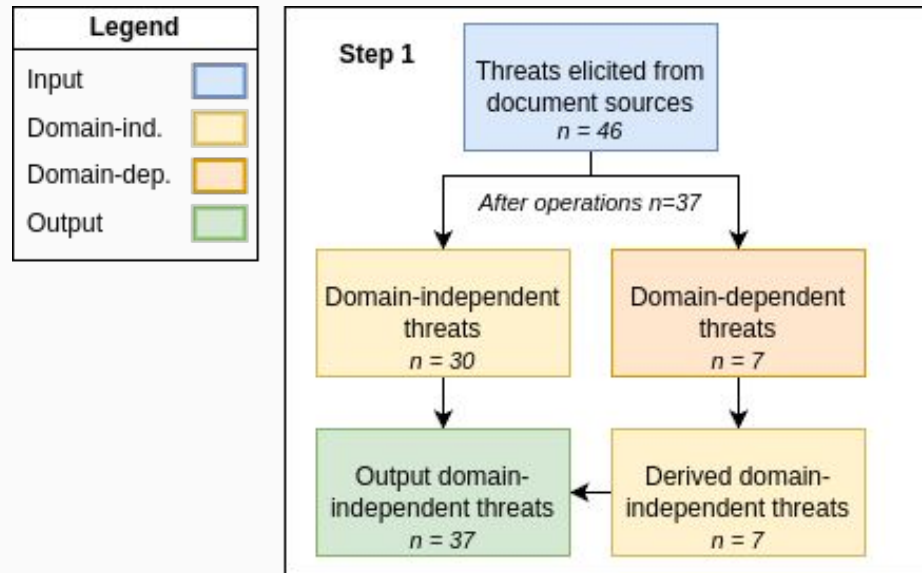 Legend
Input
Domain-ind.
Domain-dep.
Output
Step 1
Threats elicited from
document sources
n = 46
After operations n=37
Domain-independent
threats
n = 30
Domain-dependent
threats
n = 7
Output domain-
independent threats
n = 37
Derived domain-
independent threats
n = 7